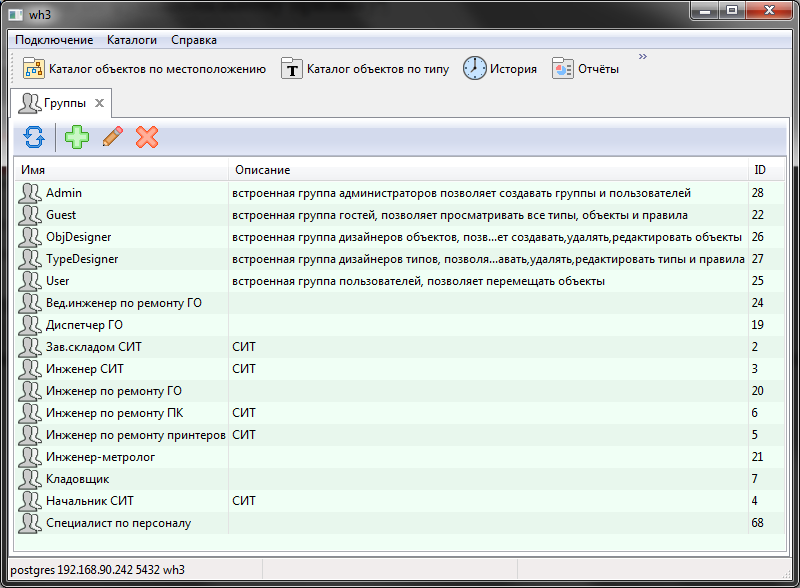 wh3
Подключение Каталоги Справка
Каталог объектов по местоположению T Каталог объектов по типу История Отчёты »
Группы
Имя Описание ID
Admin встроенная группа администраторов позволяет создавать группы и пользователей 28
Guest встроенная группа гостей, позволяет просматривать все типы, объекты и правила 22
ObjDesigner встроенная группа дизайнеров объектов, позв...ет создавать,удалять,редактировать объекты 26
TypeDesigner встроенная группа дизайнеров типов, позволя...авать,удалять,редактировать типы и правила 27
User встроенная группа пользователей, позволяет перемещать объекты 25
Вед.инженер по ремонту ГО 24
Диспетчер ГО 19
Зав.складом СИТ СИТ 2
Инженер СИТ СИТ 3
Инженер по ремонту ГО 20
Инженер по ремонту ПК СИТ 6
Инженер по ремонту принтеров СИТ 5
Инженер-метролог 21
Кладовщик 7
Начальник СИТ СИТ 4
Специалист по персоналу 68
postgres 192.168.90.242 5432 wh3